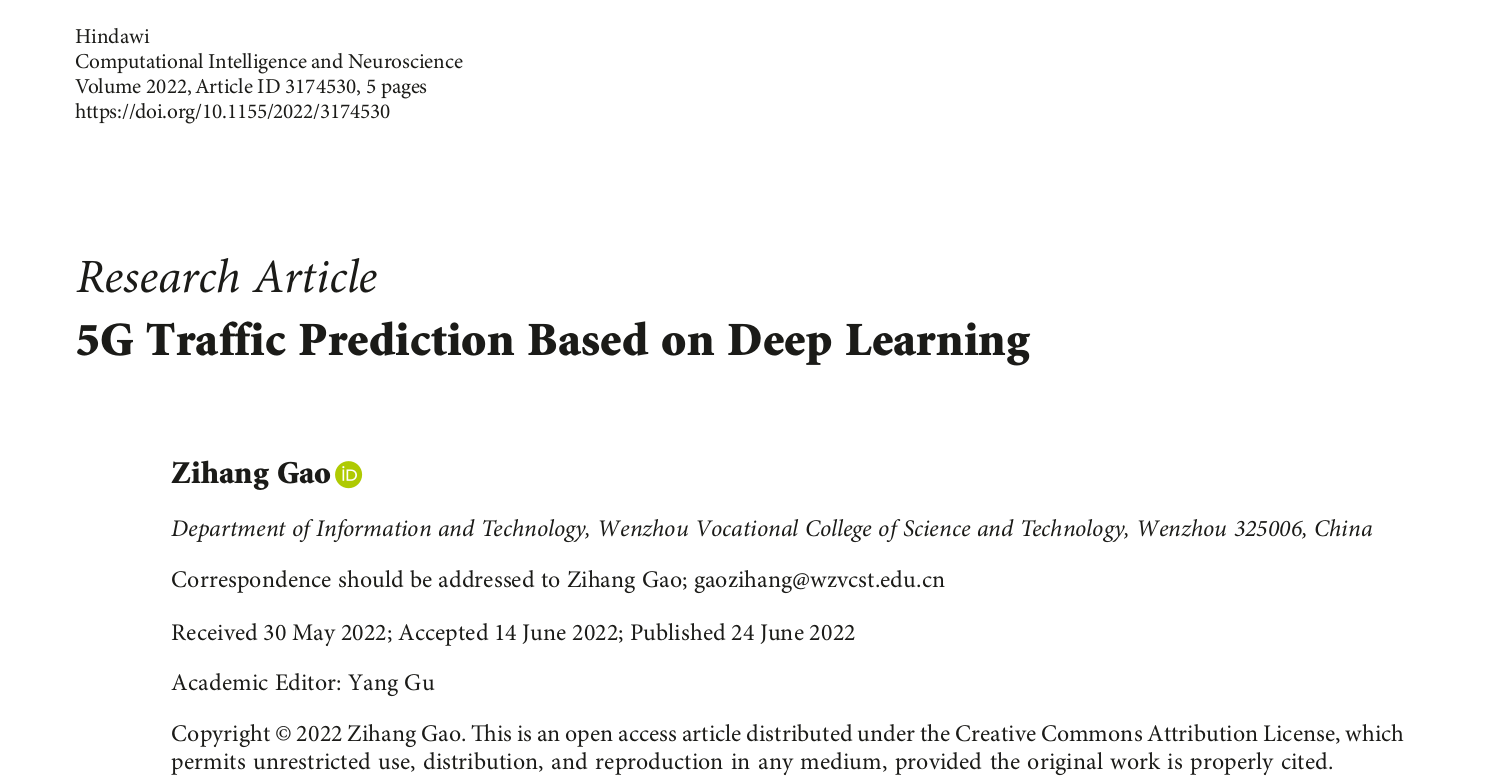 Hindawi
Computational Intelligence and Neuroscience
Volume 2022, Article ID 3174530, 5 pages
https://doi.org/10.1155/2022/3174530
Research Article
5G Traffic Prediction Based on Deep Learning
Zihang Gao iD
Department of Information and Technology, Wenzhou Vocational College of Science and Technology, Wenzhou 325006, China
Correspondence should be addressed to Zihang Gao; gaozihang@wzvcst.edu.cn
Received 30 May 2022; Accepted 14 June 2022; Published 24 June 2022
Academic Editor: Yang Gu
Copyright © 2022 Zihang Gao. This is an open access article distributed under the Creative Commons Attribution License, which
permits unrestricted use, distribution, and reproduction in any medium, provided the original work is properly cited.